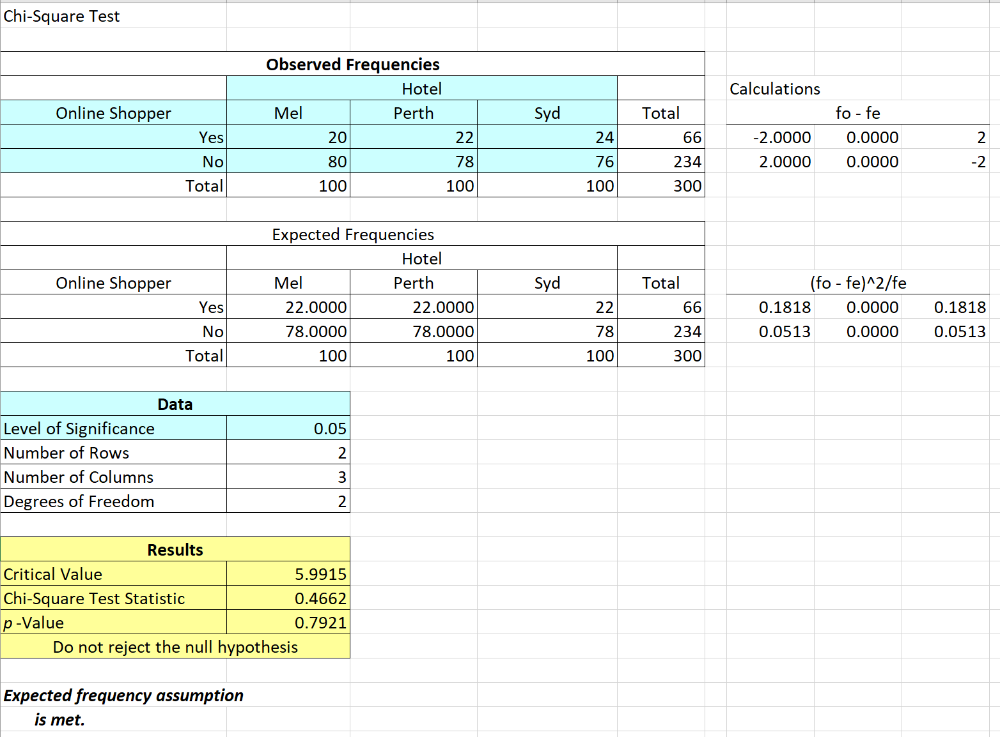 Chi-Square Test
Observed Frequencies
Hotel Calculations
Online Shopper Mel Perth Syd Total fo - fe
Yes 20 22 24 66 -2.0000 0.0000 2
No 80 78 76 234 2.0000 0.0000 -2
Total 100 100 100 300
Expected Frequencies
Hotel
Online Shopper Mel Perth Syd Total (fo - fe)^2/fe
Yes 22.0000 22.0000 22 66 0.1818 0.0000 0.1818
No 78.0000 78.0000 78 234 0.0513 0.0000 0.0513
Total 100 100 100 300
Data
Level of Significance 0.05
Number of Rows 2
Number of Columns 3
Degrees of Freedom 2
Results
Critical Value 5.9915
Chi-Square Test Statistic 0.4662
p -Value 0.7921
Do not reject the null hypothesis
Expected frequency assumption
is met.